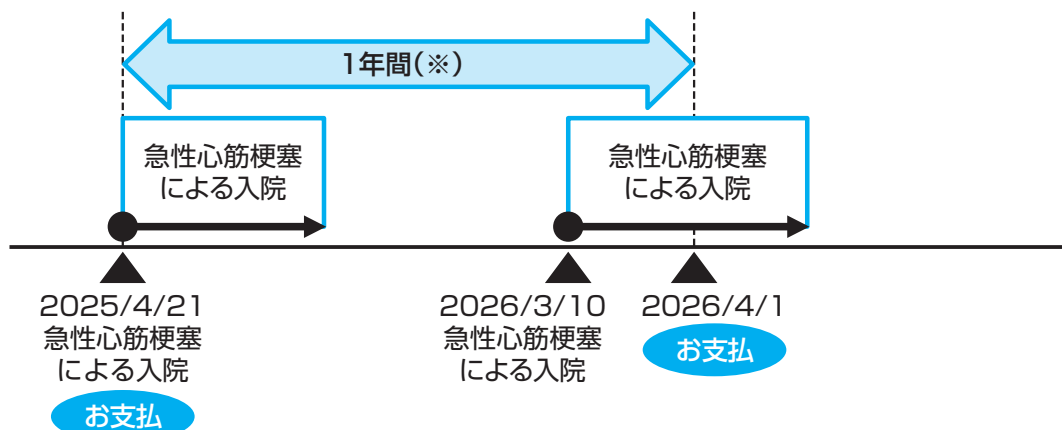 1年間(※)
急性心筋梗塞
による入院
急性心筋梗塞
による入院
2025/4/21
急性心筋梗塞
による入院
お支払
2026/3/10
急性心筋梗塞
による入院
2026/4/1
お支払